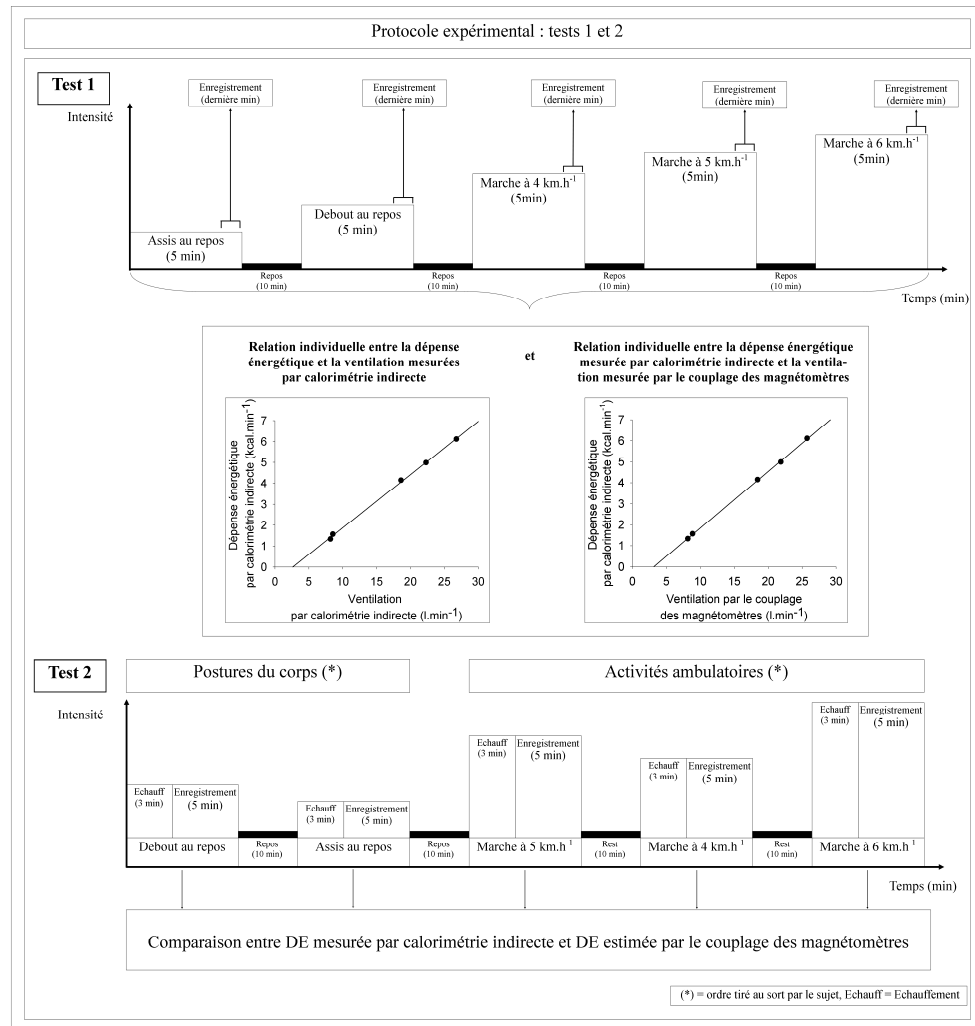 Protocole expérimental : tests 1 et 2
Test 1
Enregistrement
(dernière min)
Enregistrement
(dernière min)
Enregistrement
(dernière min)
Enregistrement
(dernière min)
Enregistrement
(dernière min)
Intensité
Assis au repos
(5 min)
Debout au repos
(5 min)
Marche à 4 km.h-1
(5min)
Marche à 5 km.h-1
(5min)
Marche à 6 km.h-1
(5min)
Repos
(10 min)
Repos
(10 min)
Repos
(10 min)
Repos
(10 min)
Temps (min)
Relation individuelle entre la dépense
énergétique et la ventilation mesurées
par calorimétrie indirecte
et
Relation individuelle entre la dépense énergétique
mesurée par calorimétrie indirecte et la ventila-
tion mesurée par le couplage des magnétomètres
Dépense énergétique
par calorimétrie indirecte (kcal.min-1)
7
6
5
4
3
2
1
0
0 5 10 15 20 25 30
Ventilation
par calorimétrie indirecte (l.min-1)
Dépense énergétique
par calorimétrie indirecte (kcal.min-1)
7
6
5
4
3
2
1
0
0 5 10 15 20 25 30
Ventilation par le couplage
des magnétomètres (l.min-1)
Test 2
Postures du corps (*)
Activités ambulatoires (*)
Intensité
Echauff
(3 min)
Enregistrement
(5 min)
Debout au repos
Repos
(10 min)
Echauff
(3 min)
Enregistrement
(5 min)
Assis au repos
Repos
(10 min)
Echauff
(3 min)
Enregistrement
(5 min)
Marche à 5 km.h 1
Rest
(10 min)
Echauff
(3 min)
Enregistrement
(5 min)
Marche à 4 km.h 1
Rest
(10 min)
Echauff
(3 min)
Enregistrement
(5 min)
Marche à 6 km.h 1
Temps (min)
Comparaison entre DE mesurée par calorimétrie indirecte et DE estimée par le couplage des magnétomètres
(*) = ordre tiré au sort par le sujet, Echauff = Echauffement